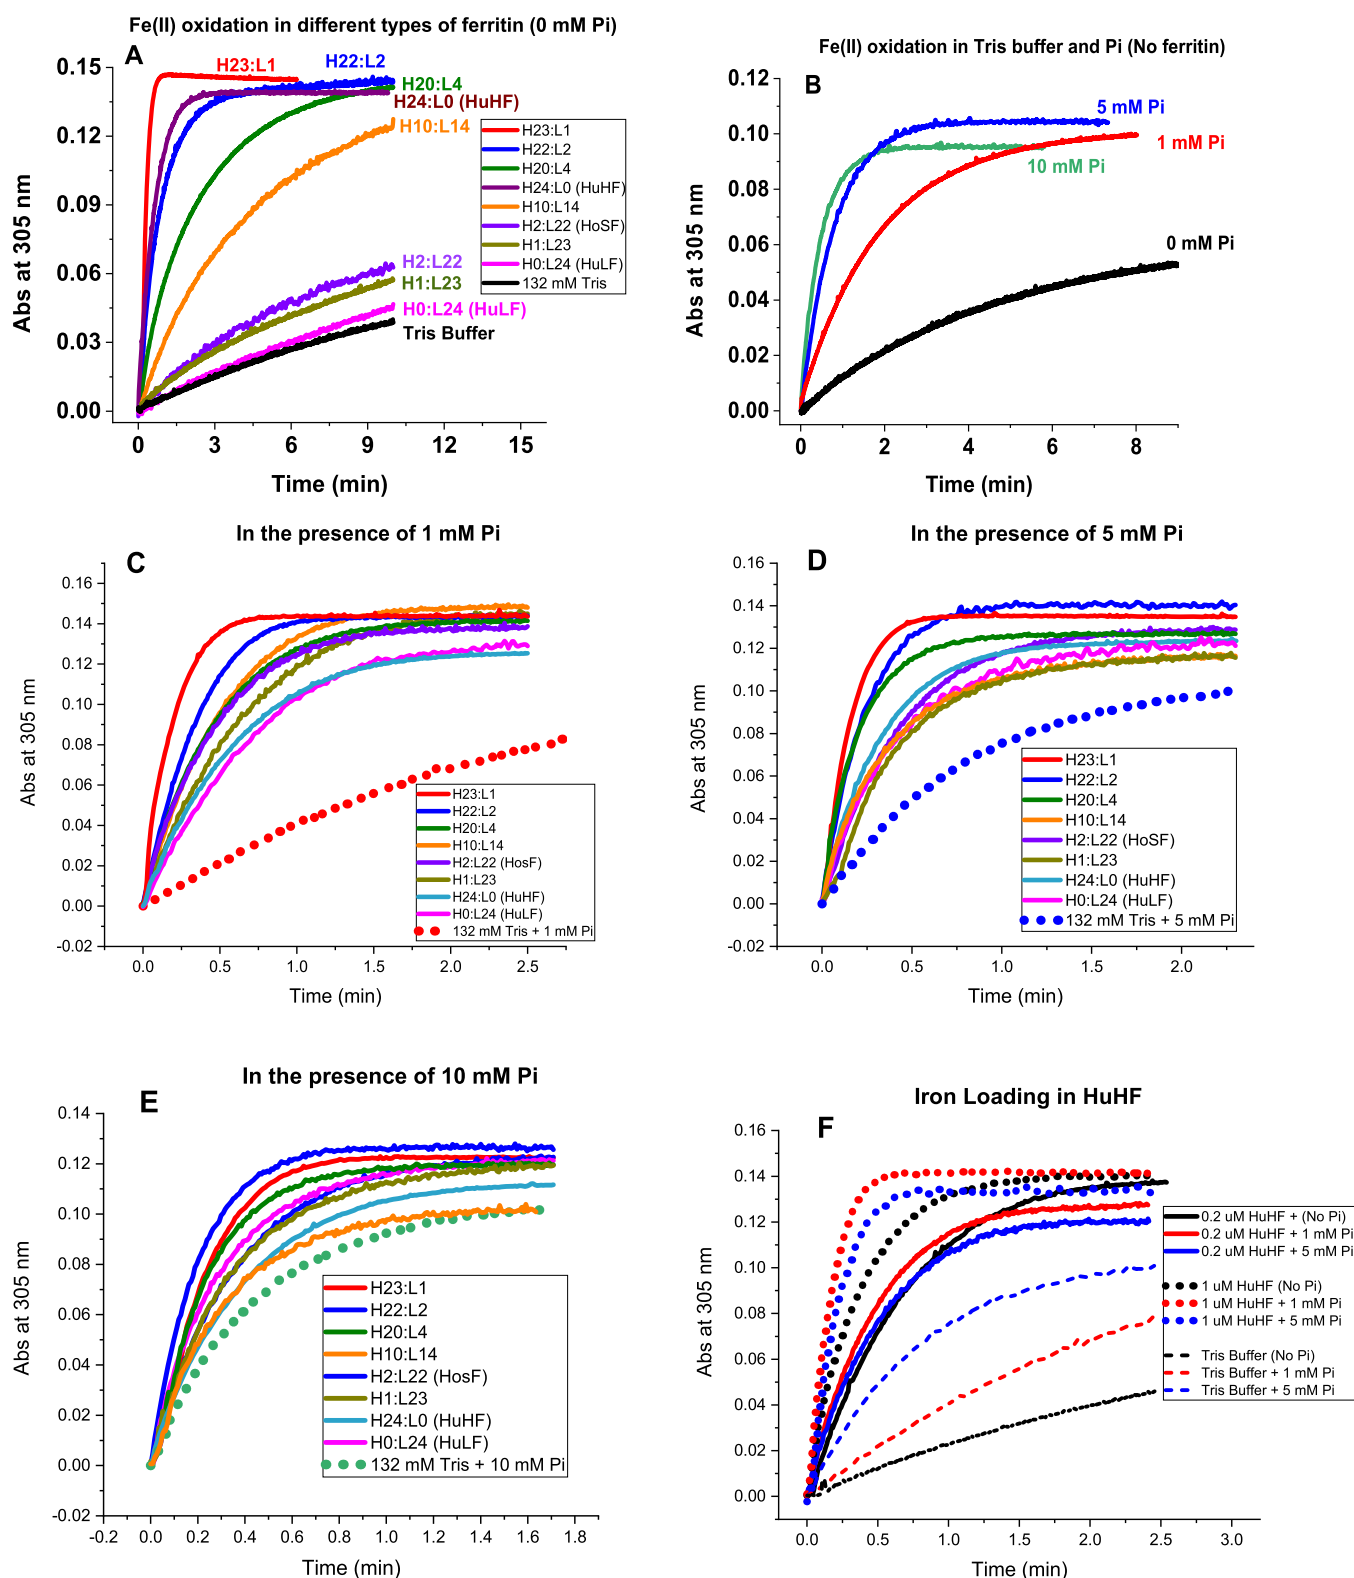 Fe(II) oxidation in different types of ferritin (0 mM Pi)
A
H23:L1
H22:L2
H20:L4
H24:L0 (HuHF)
H10:L14
H2:L22
H1:L23
H0:L24 (HuLF)
Tris Buffer
H23:L1
H22:L2
H20:L4
H24:L0 (HuHF)
H10:L14
H2:L22 (HoSF)
H1:L23
H0:L24 (HuLF)
132 mM Tris
0.15
0.12
0.09
0.06
0.03
0.00
Abs at 305 nm
0 3 6 9 12 15
Time (min)
Fe(II) oxidation in Tris buffer and Pi (No ferritin)
B
5 mM Pi
1 mM Pi
10 mM Pi
0 mM Pi
0.12
0.10
0.08
0.06
0.04
0.02
0.00
Abs at 305 nm
0 2 4 6 8
Time (min)
In the presence of 1 mM Pi
C
0.16
0.14
0.12
0.10
0.08
0.06
0.04
0.02
0.00
-0.02
Abs at 305 nm
H23:L1
H22:L2
H20:L4
H10:L14
H2:L22 (HosF)
H1:L23
H24:L0 (HuHF)
H0:L24 (HuLF)
132 mM Tris + 1 mM Pi
0.0 0.5 1.0 1.5 2.0 2.5
Time (min)
In the presence of 5 mM Pi
D
0.16
0.14
0.12
0.10
0.08
0.06
0.04
0.02
0.00
-0.02
Abs at 305 nm
H23:L1
H22:L2
H20:L4
H10:L14
H2:L22 (HoSF)
H1:L23
H24:L0 (HuHF)
H0:L24 (HuLF)
132 mM Tris + 5 mM Pi
0.0 0.5 1.0 1.5 2.0
Time (min)
In the presence of 10 mM Pi
E
0.14
0.12
0.10
0.08
0.06
0.04
0.02
0.00
-0.02
Abs at 305 nm
H23:L1
H22:L2
H20:L4
H10:L14
H2:L22 (HosF)
H1:L23
H24:L0 (HuHF)
H0:L24 (HuLF)
132 mM Tris + 10 mM Pi
-0.2 0.0 0.2 0.4 0.6 0.8 1.0 1.2 1.4 1.6 1.8
Time (min)
Iron Loading in HuHF
F
0.16
0.14
0.12
0.10
0.08
0.06
0.04
0.02
0.00
Abs at 305 nm
0.2 uM HuHF + (No Pi)
0.2 uM HuHF + 1 mM Pi
0.2 uM HuHF + 5 mM Pi
1 uM HuHF (No Pi)
1 uM HuHF + 1 mM Pi
1 uM HuHF + 5 mM Pi
Tris Buffer (No Pi)
Tris Buffer + 1 mM Pi
Tris Buffer + 5 mM Pi
0.0 0.5 1.0 1.5 2.0 2.5 3.0
Time (min)